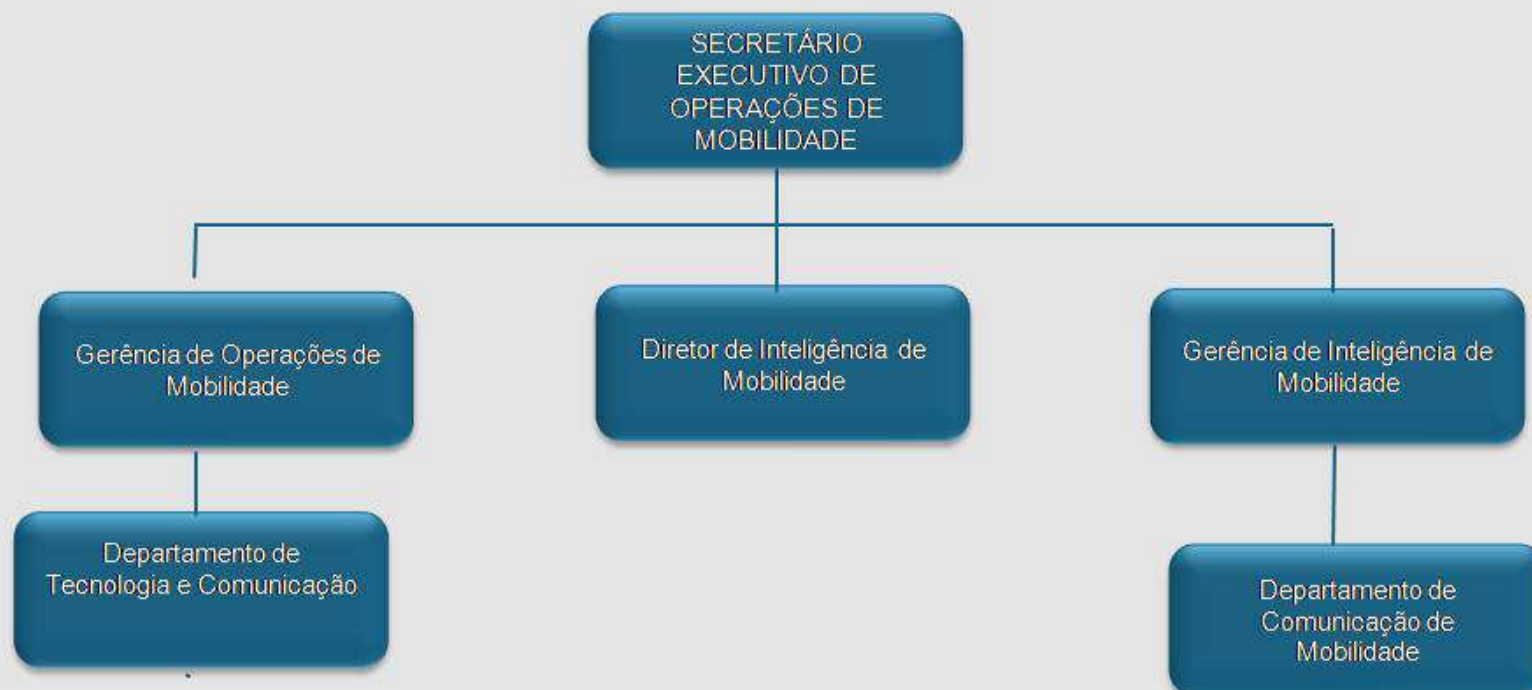 SECRETÁRIO
EXECUTIVO DE
OPERAÇÕES DE
MOBILIDADE
Gerência de Operações de
Mobilidade
Diretor de Inteligência de
Mobilidade
Gerência de Inteligência de
Mobilidade
Departamento de
Tecnologia e Comunicação
Departamento de
Comunicação de
Mobilidade